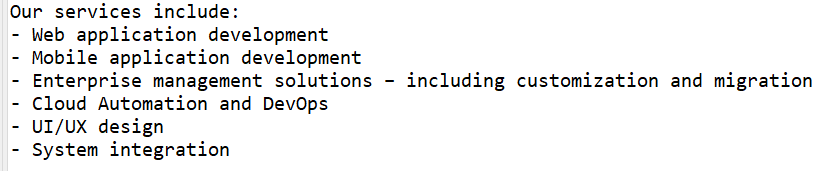 Our services include:
- Web application development
- Mobile application development
- Enterprise management solutions – including customization and migration
- Cloud Automation and DevOps
- UI/UX design
- System integration